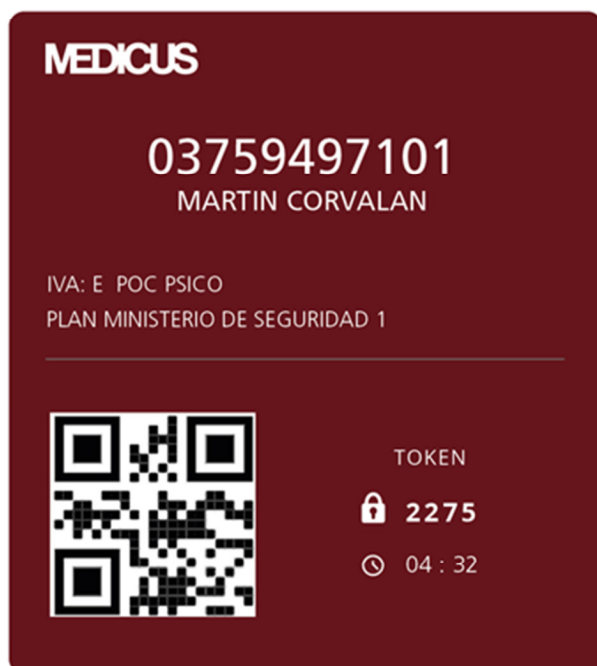 MEDICUS
03759497101
MARTIN CORVALAN
IVA: E POC PSICO
PLAN MINISTERIO DE SEGURIDAD 1
TOKEN
2275
04 : 32